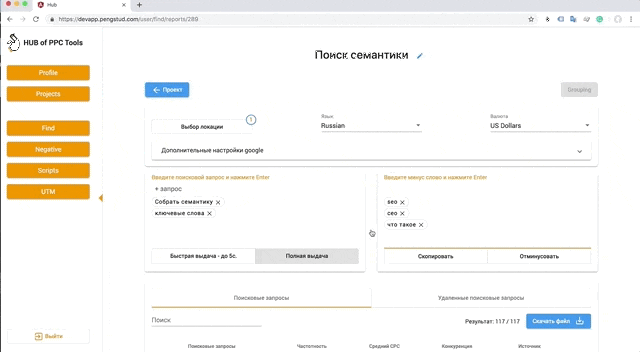 Hub
https://devapp.pengstud.com/user/find/reports/289
HUB of PPC Tools
Profile
Projects
Find
Negative
Scripts
UTM
Выйти
Поиск семантики
Проект
Grouping
Выбор локации
i
Язык
Russian
Валюта
US Dollars
Дополнительные настройки google
Введите поисковой запрос и нажмите Enter
+ запрос
Собрать семантику
ключевые слова
Быстрая выдача - до 5с.
Полная выдача
Введите минус слово и нажмите Enter
seo
сео
что такое
Скопировать
Отминусовать
Поисковые запросы
Удаленные поисковые запросы
Поиск
Результат: 117 / 117
Скачать файл
Поисковые запросы
Частотность
Средний CPC
Конкуренция
Источник